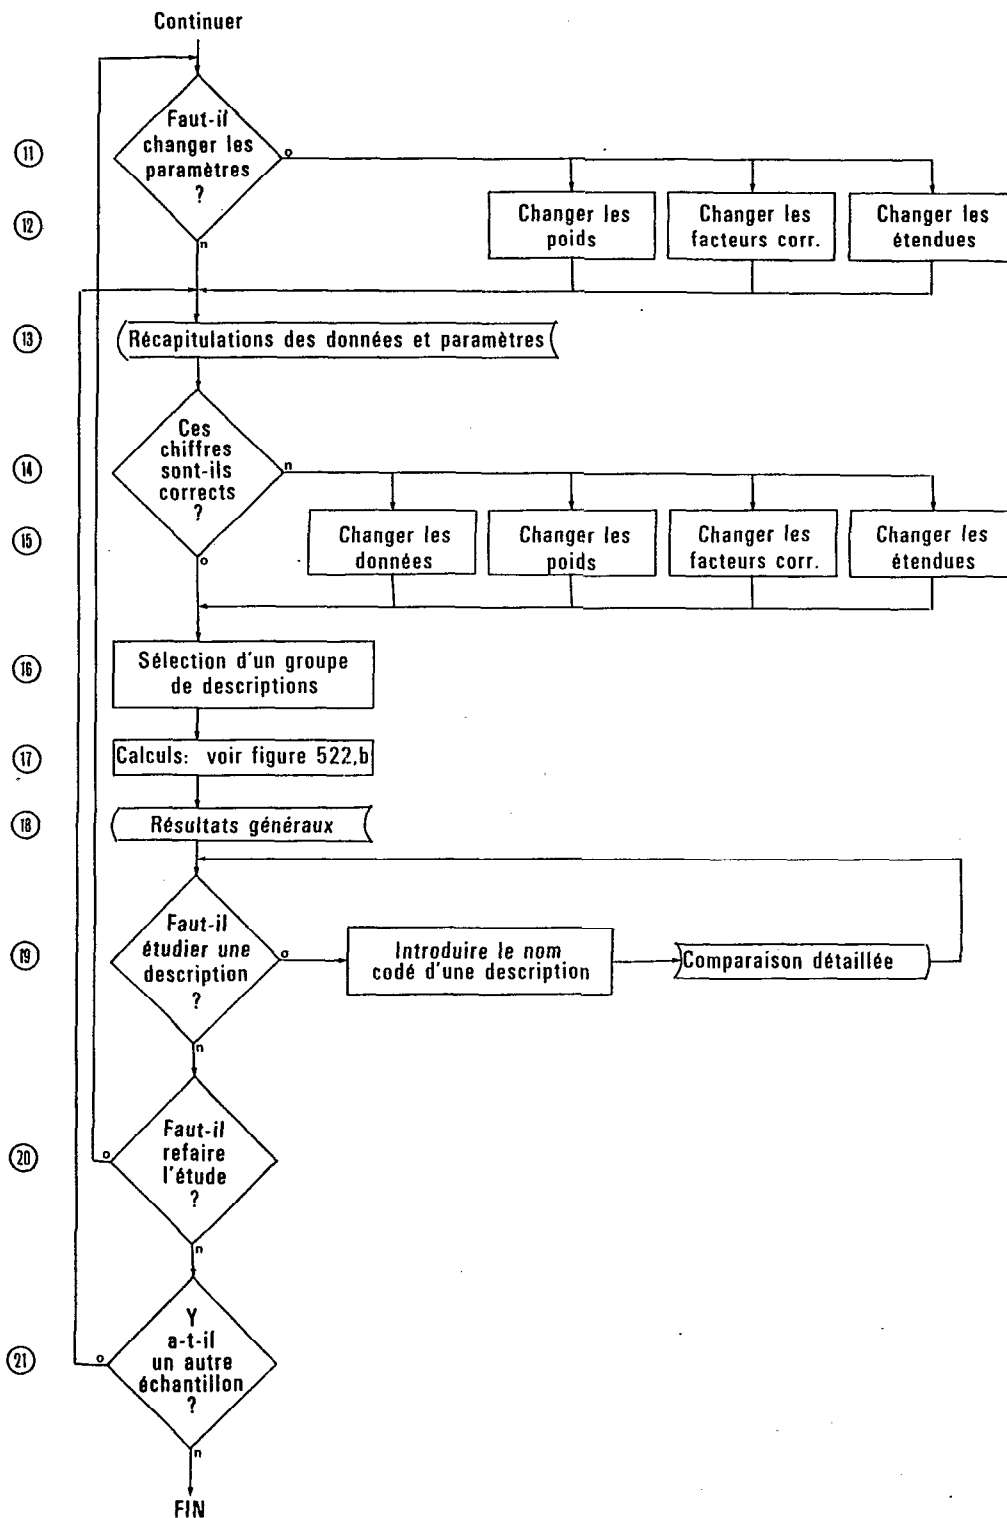 Continuer
Faut-il
changer les
paramètres
?
11
o
n
12
Changer les
poids
Changer les
facteurs corr.
Changer les
étendues
13
Récapitulations des données et paramètres
14
Ces
chiffres
sont-ils
corrects
?
n
o
15
Changer les
données
Changer les
poids
Changer les
facteurs corr.
Changer les
étendues
16
Sélection d'un groupe
de descriptions
17
Calculs: voir figure 522,b
18
Résultats généraux
19
Faut-il
étudier une
description
?
o
n
Introduire le nom
codé d'une description
Comparaison détaillée
20
Faut-il
refaire
l'étude
?
o
n
21
Y
a-t-il
un autre
échantillon
?
o
n
FIN